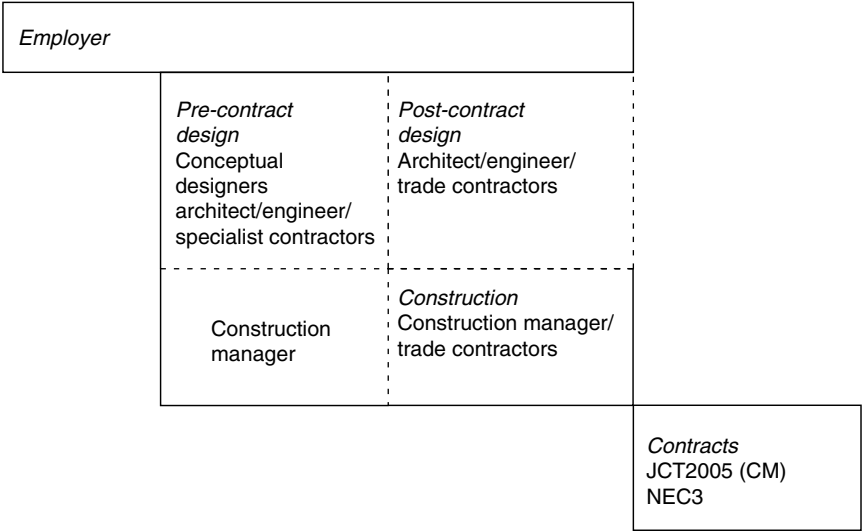 Employer
Pre-contract
design
Conceptual
designers
architect/engineer/
specialist contractors
Post-contract
design
Architect/engineer/
trade contractors
Construction
manager
Construction
Construction manager/
trade contractors
Contracts
JCT2005 (CM)
NEC3